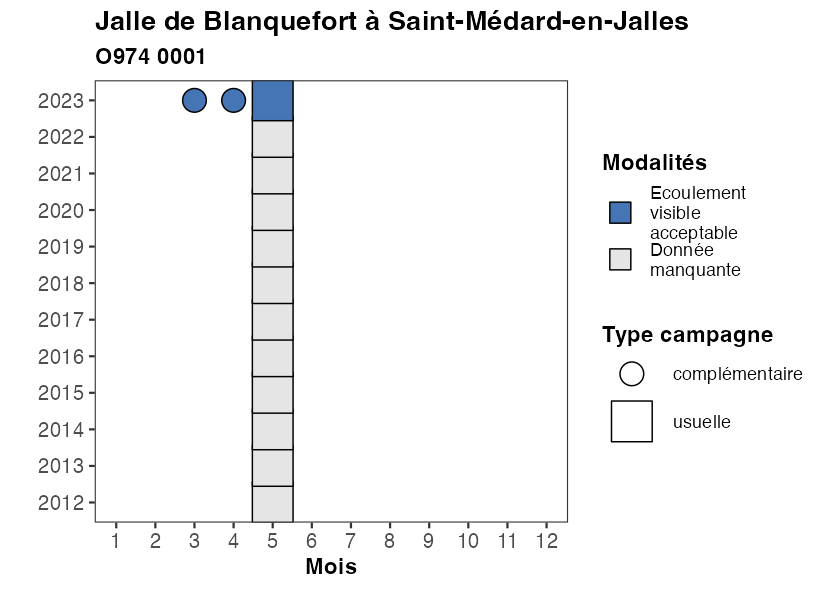 Jalle de Blanquefort à Saint-Médard-en-Jalles
O974 0001
2023
2022
2021
2020
2019
2018
2017
2016
2015
2014
2013
2012
1 2 3 4 5 6 7 8 9 10 11 12
Mois
Modalités
Ecoulement
visible
acceptable
Donnée
manquante
Type campagne
complémentaire
usuelle